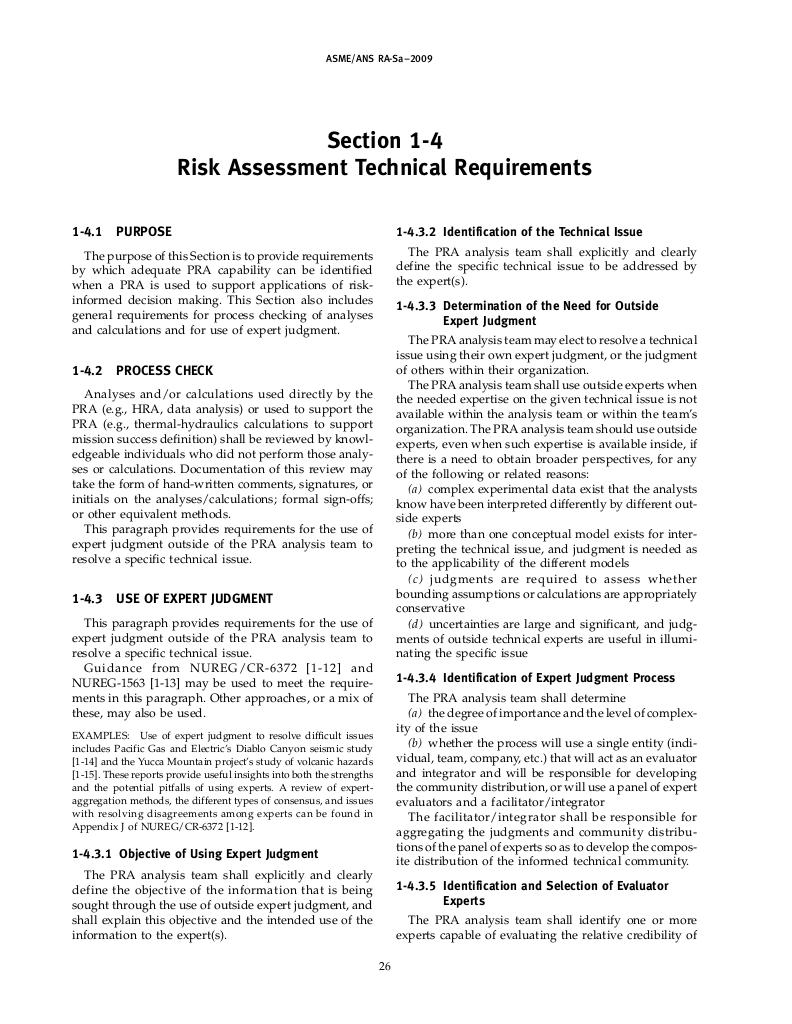 ASME/ANS RA-Sa–2009
Section 1-4
Risk Assessment Technical Requirements
1-4.1 PURPOSE
The purpose of this Section is to provide requirements
by which adequate PRA capability can be identified
when a PRA is used to support applications of risk-
informed decision making. This Section also includes
general requirements for process checking of analyses
and calculations and for use of expert judgment.
1-4.2 PROCESS CHECK
Analyses and/or calculations used directly by the
PRA (e.g., HRA, data analysis) or used to support the
PRA (e.g., thermal-hydraulics calculations to support
mission success definition) shall be reviewed by knowl-
edgeable individuals who did not perform those analy-
ses or calculations. Documentation of this review may
take the form of hand-written comments, signatures, or
initials on the analyses/calculations; formal sign-offs;
or other equivalent methods.
This paragraph provides requirements for the use of
expert judgment outside of the PRA analysis team to
resolve a specific technical issue.
1-4.3 USE OF EXPERT JUDGMENT
This paragraph provides requirements for the use of
expert judgment outside of the PRA analysis team to
resolve a specific technical issue.
Guidance from NUREG/CR-6372 [1-12] and
NUREG-1563 [1-13] may be used to meet the require-
ments in this paragraph. Other approaches, or a mix of
these, may also be used.
EXAMPLES: Use of expert judgment to resolve difficult issues
includes Pacific Gas and Electric's Diablo Canyon seismic study
[1-14] and the Yucca Mountain project's study of volcanic hazards
[1-15]. These reports provide useful insights into both the strengths
and the potential pitfalls of using experts. A review of expert-
aggregation methods, the different types of consensus, and issues
with resolving disagreements among experts can be found in
Appendix J of NUREG/CR-6372 [1-12].
1-4.3.1 Objective of Using Expert Judgment
The PRA analysis team shall explicitly and clearly
define the objective of the information that is being
sought through the use of outside expert judgment, and
shall explain this objective and the intended use of the
information to the expert(s).
1-4.3.2 Identification of the Technical Issue
The PRA analysis team shall explicitly and clearly
define the specific technical issue to be addressed by
the expert(s).
1-4.3.3 Determination of the Need for Outside
Expert Judgment
The PRA analysis team may elect to resolve a technical
issue using their own expert judgment, or the judgment
of others within their organization.
The PRA analysis team shall use outside experts when
the needed expertise on the given technical issue is not
available within the analysis team or within the team's
organization. The PRA analysis team should use outside
experts, even when such expertise is available inside, if
there is a need to obtain broader perspectives, for any
of the following or related reasons:
(a) complex experimental data exist that the analysts
know have been interpreted differently by different out-
side experts
(b) more than one conceptual model exists for inter-
preting the technical issue, and judgment is needed as
to the applicability of the different models
(c) judgments are required to assess whether
bounding assumptions or calculations are appropriately
conservative
(d) uncertainties are large and significant, and judg-
ments of outside technical experts are useful in illumi-
nating the specific issue
1-4.3.4 Identification of Expert Judgment Process
The PRA analysis team shall determine
(a) the degree of importance and the level of complex-
ity of the issue
(b) whether the process will use a single entity (indi-
vidual, team, company, etc.) that will act as an evaluator
and integrator and will be responsible for developing
the community distribution, or will use a panel of expert
evaluators and a facilitator/integrator
The facilitator/integrator shall be responsible for
aggregating the judgments and community distribu-
tions of the panel of experts so as to develop the compos-
ite distribution of the informed technical community.
1-4.3.5 Identification and Selection of Evaluator
Experts
The PRA analysis team shall identify one or more
experts capable of evaluating the relative credibility of
26